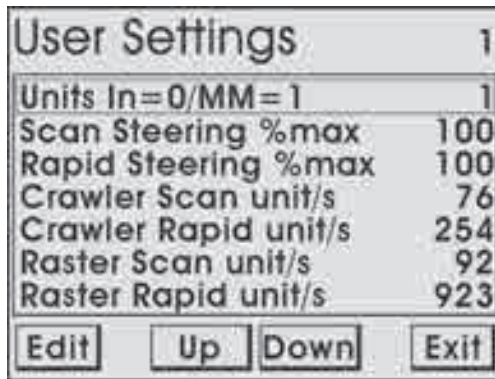 User Settings 1
Units In=0/MM=1 1
Scan Steering %max 100
Rapid Steering %max 100
Crawler Scan unit/s 76
Crawler Rapid unit/s 254
Raster Scan unit/s 92
Raster Rapid unit/s 923
Edit Up Down Exit